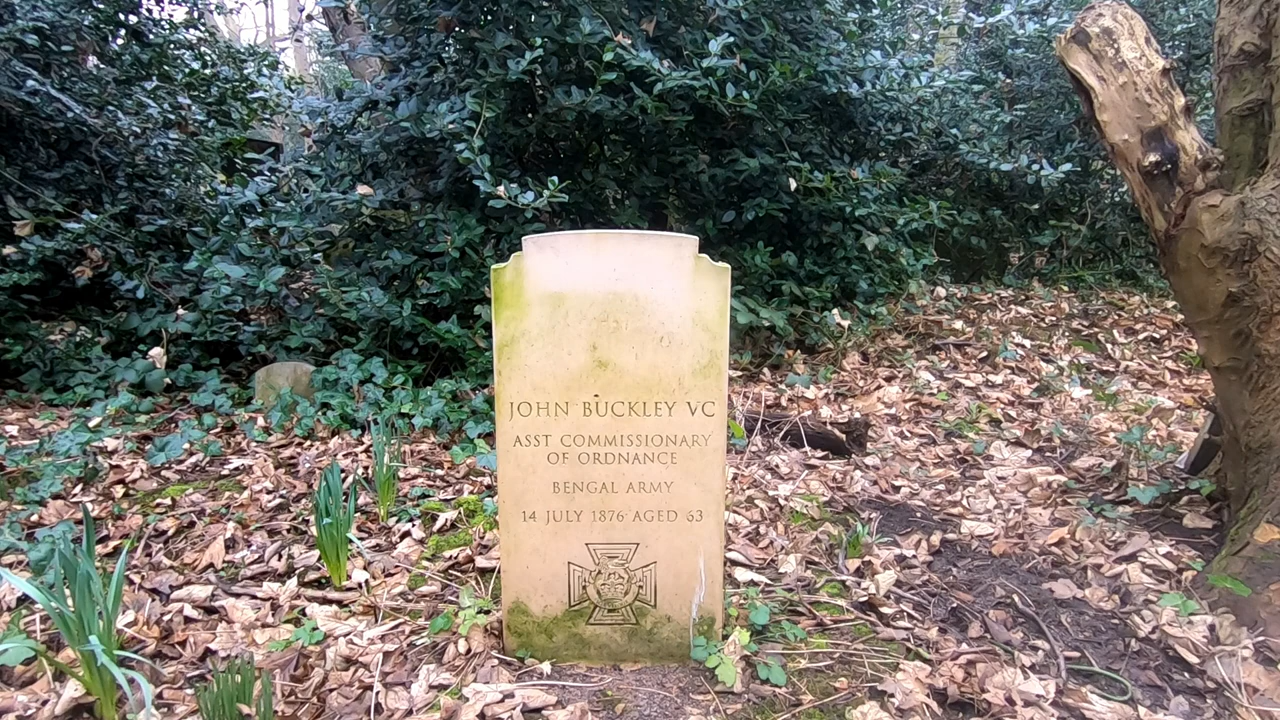 JOHN BUCKLEY VC
ASST COMMISSIONARY
OF ORDNANCE
BENGAL ARMY
14 JULY 1876 AGED 63